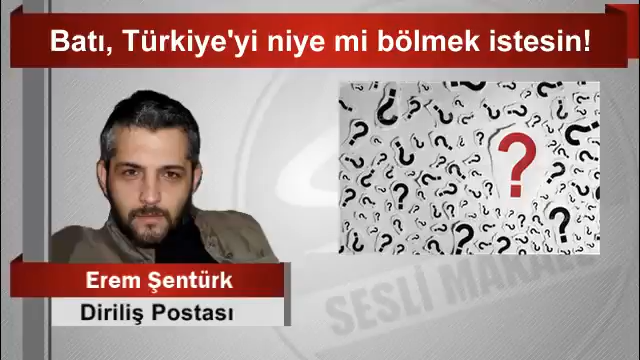 Batı, Türkiye'yi niye mi bölmek istesin!
Erem Şentürk
Diriliş Postası
SESLİ MAKALE